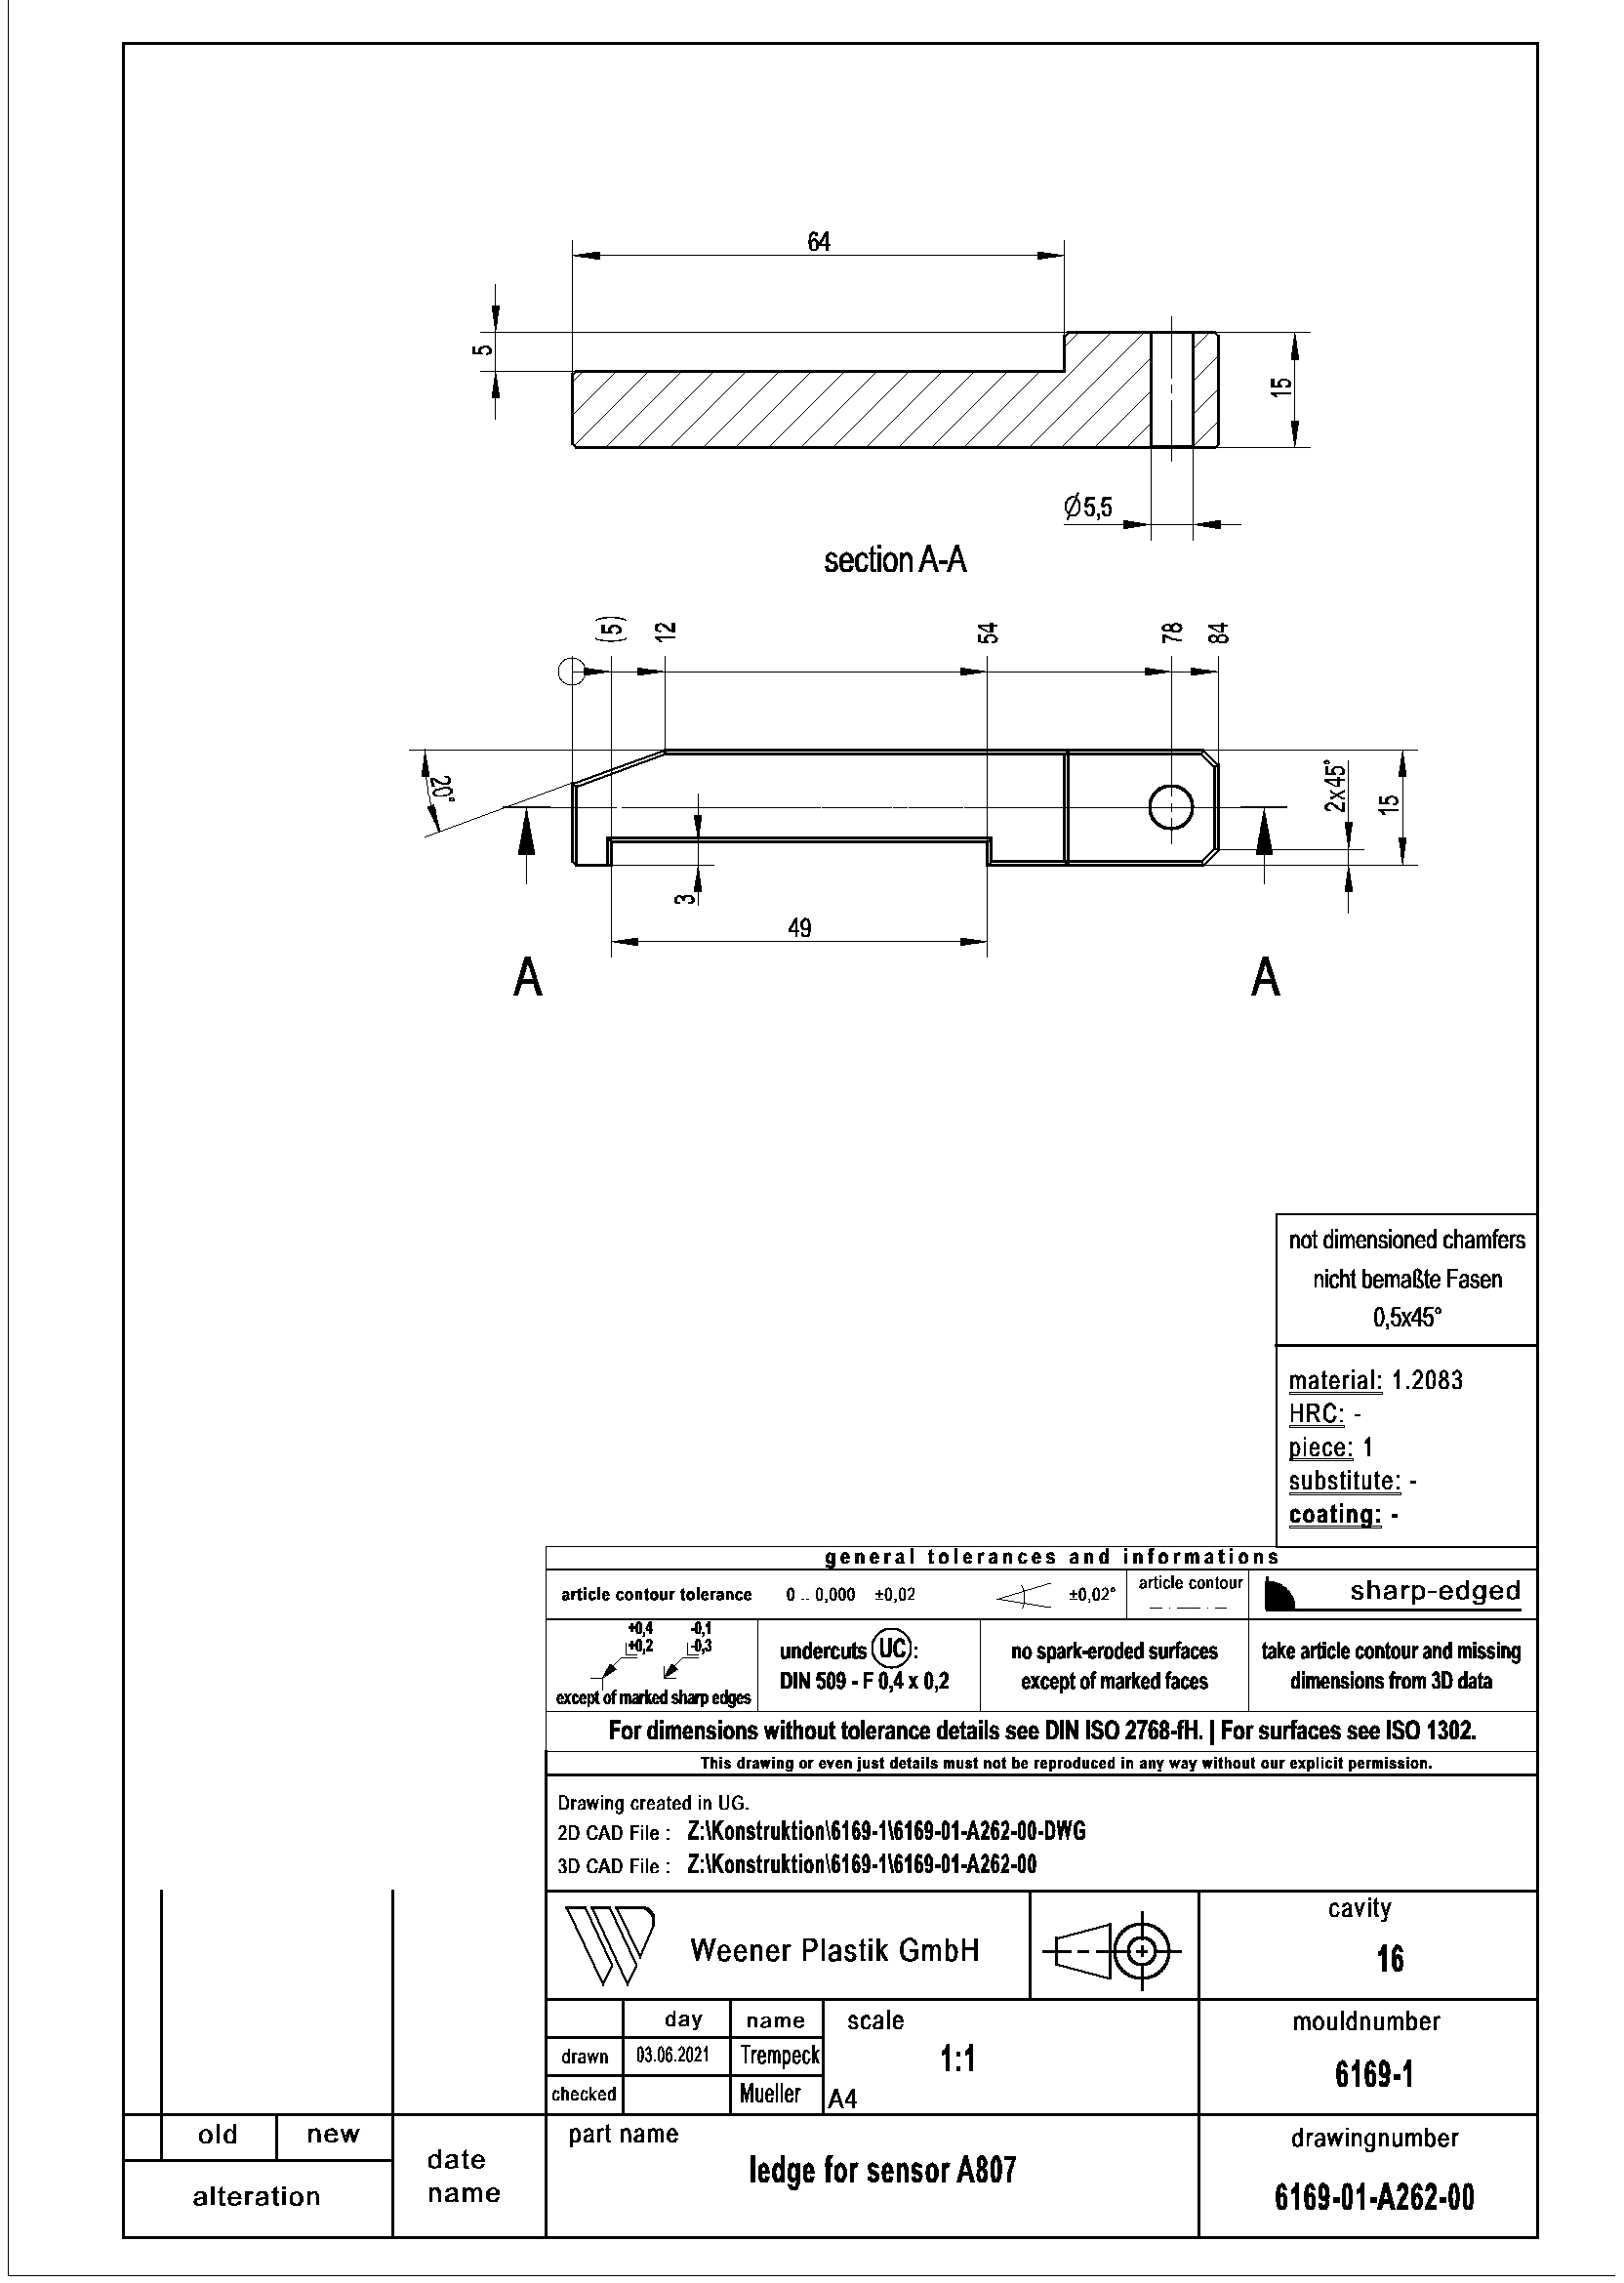 64
5
15
Ø5,5
section A-A
(5)
12
54
78
84
20°
2x45°
15
3
49
A
A
not dimensioned chamfers
nicht bemaßte Fasen
0,5x45°
material: 1.2083
HRC: -
piece: 1
substitute: -
coating: -
general tolerances and informations
article contour tolerance 0 .. 0,000 ±0,02 ±0,02° article contour sharp-edged
+0,4 -0,1
+0,2 -0,3
except of marked sharp edges
undercuts UC:
DIN 509 - F 0,4 x 0,2
no spark-eroded surfaces
except of marked faces
take article contour and missing
dimensions from 3D data
For dimensions without tolerance details see DIN ISO 2768-fH. | For surfaces see ISO 1302.
This drawing or even just details must not be reproduced in any way without our explicit permission.
Drawing created in UG.
2D CAD File : Z:\Konstruktion\6169-1\6169-01-A262-00-DWG
3D CAD File : Z:\Konstruktion\6169-1\6169-01-A262-00
Weener Plastik GmbH
cavity
16
day name scale
drawn 03.06.2021 Trempeck 1:1
checked Mueller A4
mouldnumber
6169-1
old new
alteration
date
name
part name
ledge for sensor A807
drawingnumber
6169-01-A262-00